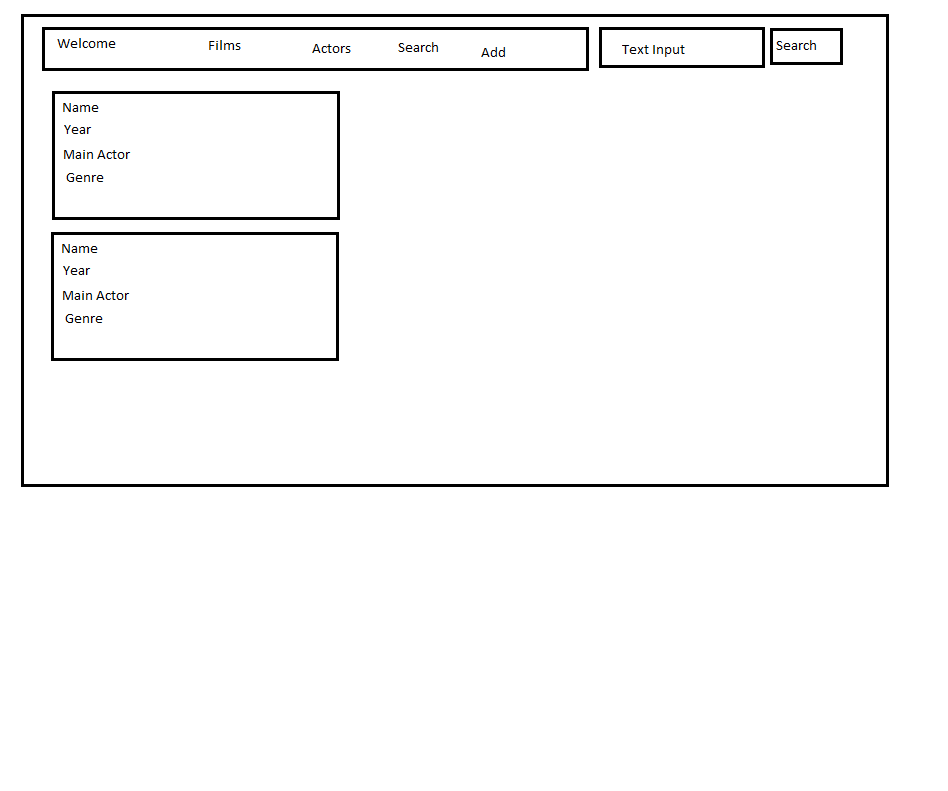 Welcome Films Actors Search Add Text Input Search
Name
Year
Main Actor
Genre
Name
Year
Main Actor
Genre